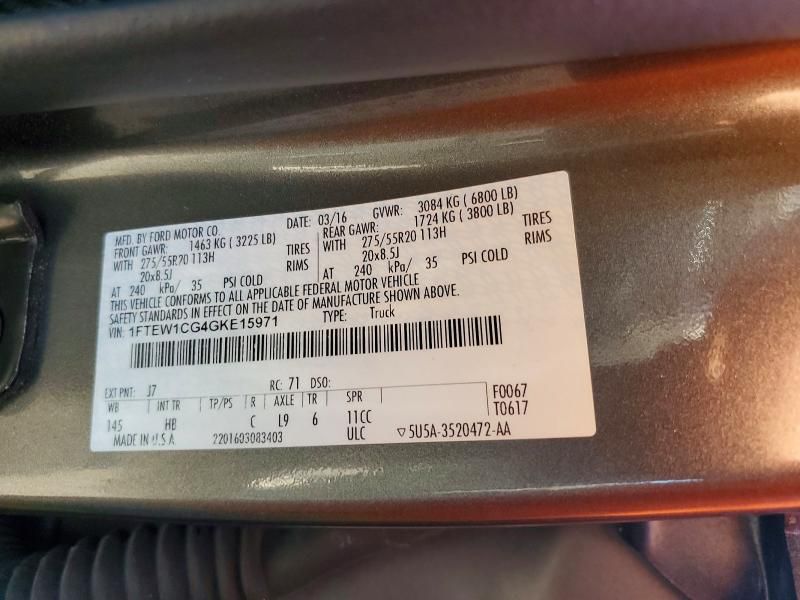 MFD. BY FORD MOTOR CO. DATE: 03/16 GVWR: 3084 KG ( 6800 LB)
FRONT GAWR: 1463 KG ( 3225 LB) REAR GAWR: 1724 KG ( 3800 LB)
WITH 275/55R20 113H TIRES WITH 275/55R20 113H TIRES
20x8.5J RIMS 20x8.5J RIMS
AT 240 kPa/ 35 PSI COLD AT 240 kPa/ 35 PSI COLD
THIS VEHICLE CONFORMS TO ALL APPLICABLE FEDERAL MOTOR VEHICLE
SAFETY STANDARDS IN EFFECT ON THE DATE OF MANUFACTURE SHOWN ABOVE.
VIN: 1FTEW1CG4GKE15971 TYPE: Truck
EXT PNT: J7 RC: 71 DSO: F0067
WB INT TR TP/PS R AXLE TR SPR T0617
145 HB C L9 6 11CC
MADE IN U.S.A 2201603083403 ULC ▽5U5A-3520472-AA